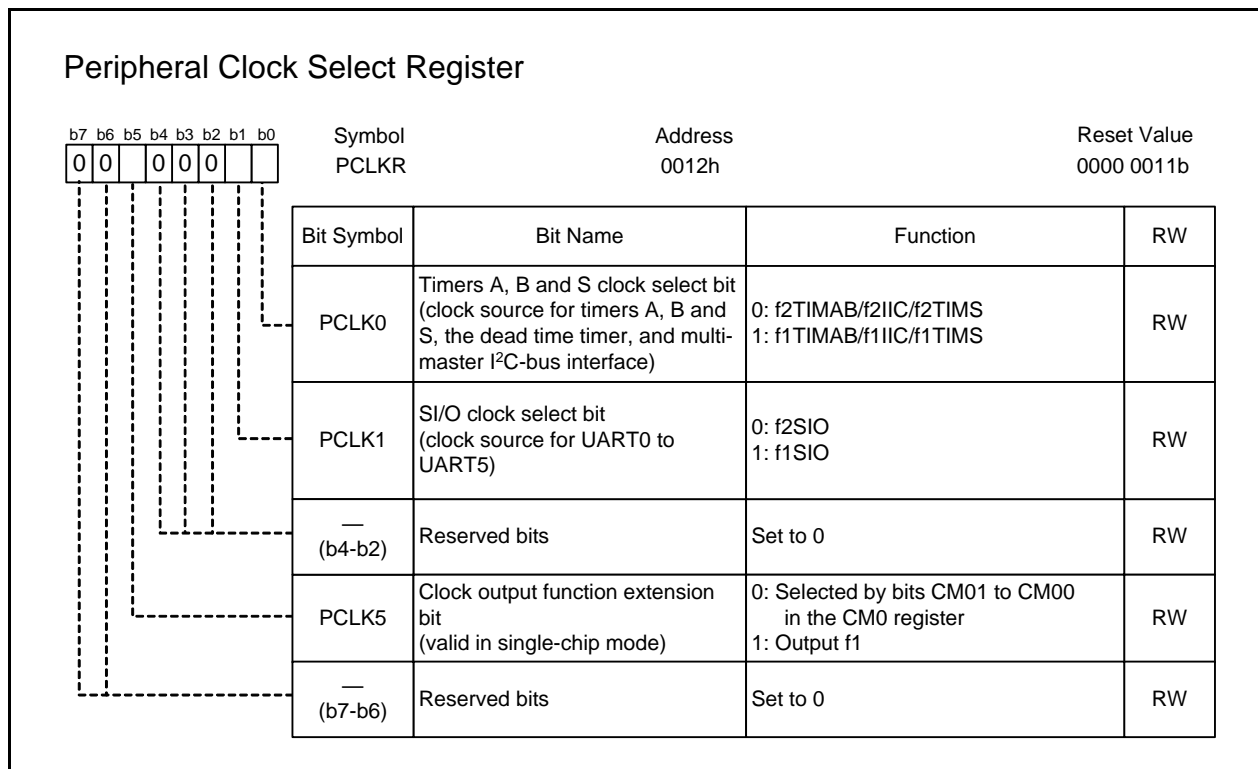 Peripheral Clock Select Register
b7 b6 b5 b4 b3 b2 b1 b0
0 0 0 0 0
Symbol Address Reset Value
PCLKR 0012h 0000 0011b
Bit Symbol Bit Name Function RW
PCLK0
Timers A, B and S clock select bit
(clock source for timers A, B and
S, the dead time timer, and multi-
master I²C-bus interface)
0: f2TIMAB/f2IIC/f2TIMS
1: f1TIMAB/f1IIC/f1TIMS
RW
PCLK1
SI/O clock select bit
(clock source for UART0 to
UART5)
0: f2SIO
1: f1SIO
RW
—
(b4-b2)
Reserved bits
Set to 0
RW
PCLK5
Clock output function extension
bit
(valid in single-chip mode)
0: Selected by bits CM01 to CM00
in the CM0 register
1: Output f1
RW
—
(b7-b6)
Reserved bits
Set to 0
RW